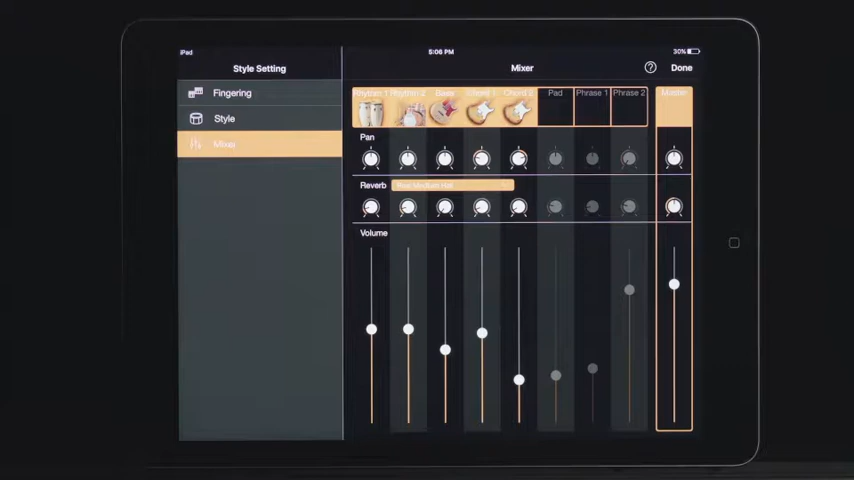 iPad
5:06 PM
30%
Style Setting
Mixer
Done
Fingering
Style
Mixer
Rhythm 1 Rhythm 2 Bass Chord 1 Chord 2 Pad Phrase 1 Phrase 2 Master
Pan
Reverb
Volume